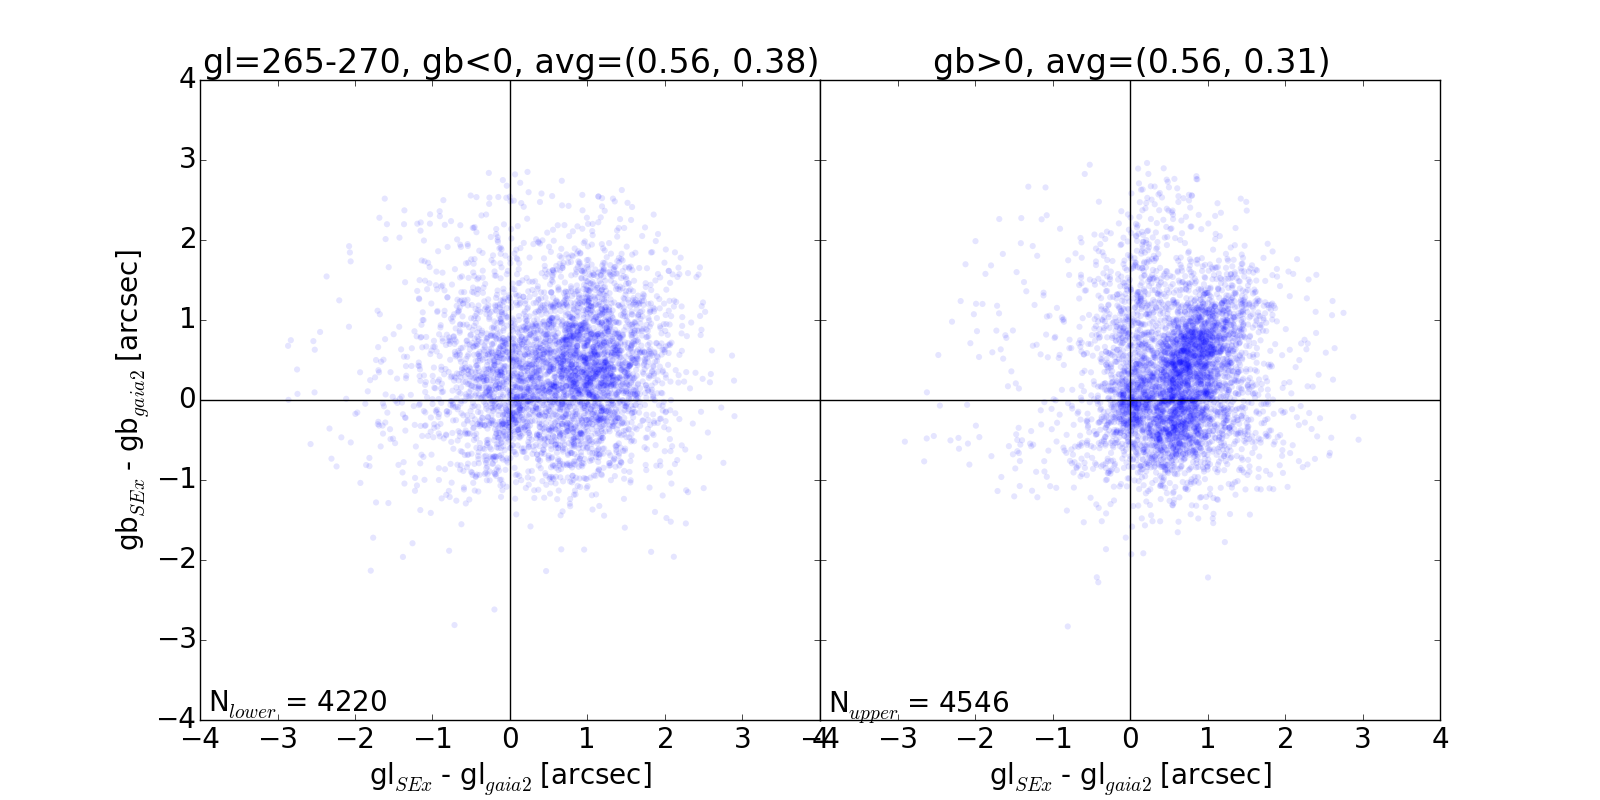 gl=265-270, gb<0, avg=(0.56, 0.38)
gb>0, avg=(0.56, 0.31)
4
3
2
1
0
−1
−2
−3
−4
gb_SEx - gb_gaia2 [arcsec]
N_lower = 4220
N_upper = 4546
−4 −3 −2 −1 0 1 2 3 4
−4 −3 −2 −1 0 1 2 3 4
gl_SEx - gl_gaia2 [arcsec]
gl_SEx - gl_gaia2 [arcsec]